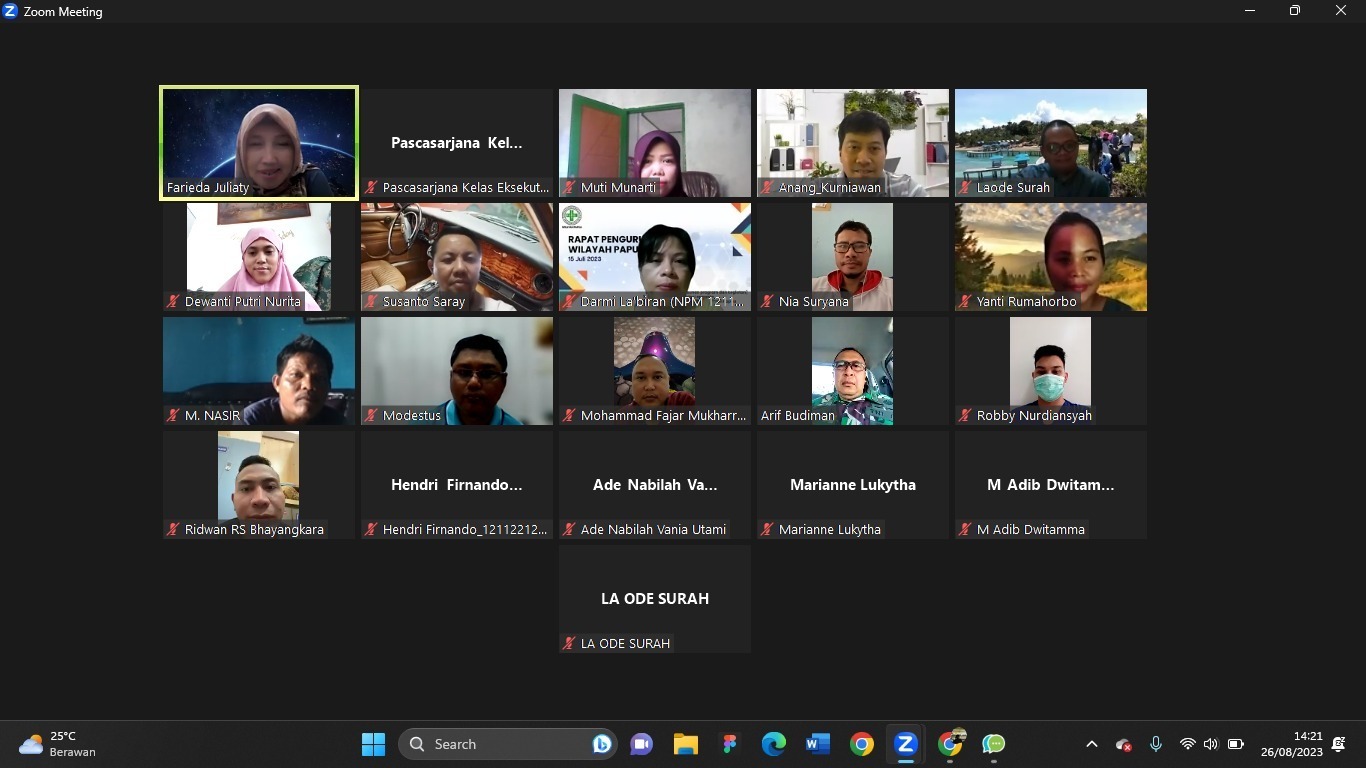 Zoom Meeting
Farieda Juliaty
Pascasarjana Kel...
Pascasarjana Kelas Eksekut...
Muti Munarti
Anang_Kurniawan
Laode Surah
Dewanti Putri Nurita
Susanto Saray
RAPAT PENGUR
WILAYAH PAPU
15 Juli 2023
Darmi La'biran (NPM 1211...
Nia Suryana
Yanti Rumahorbo
M. NASIR
Modestus
Mohammad Fajar Mukharr...
Arif Budiman
Robby Nurdiansyah
Ridwan RS Bhayangkara
Hendri Firnando...
Hendri Firnando_12112212...
Ade Nabilah Va...
Ade Nabilah Vania Utami
Marianne Lukytha
Marianne Lukytha
M Adib Dwitam...
M Adib Dwitamma
LA ODE SURAH
LA ODE SURAH
25°C
Berawan
Search
14:21
26/08/2023